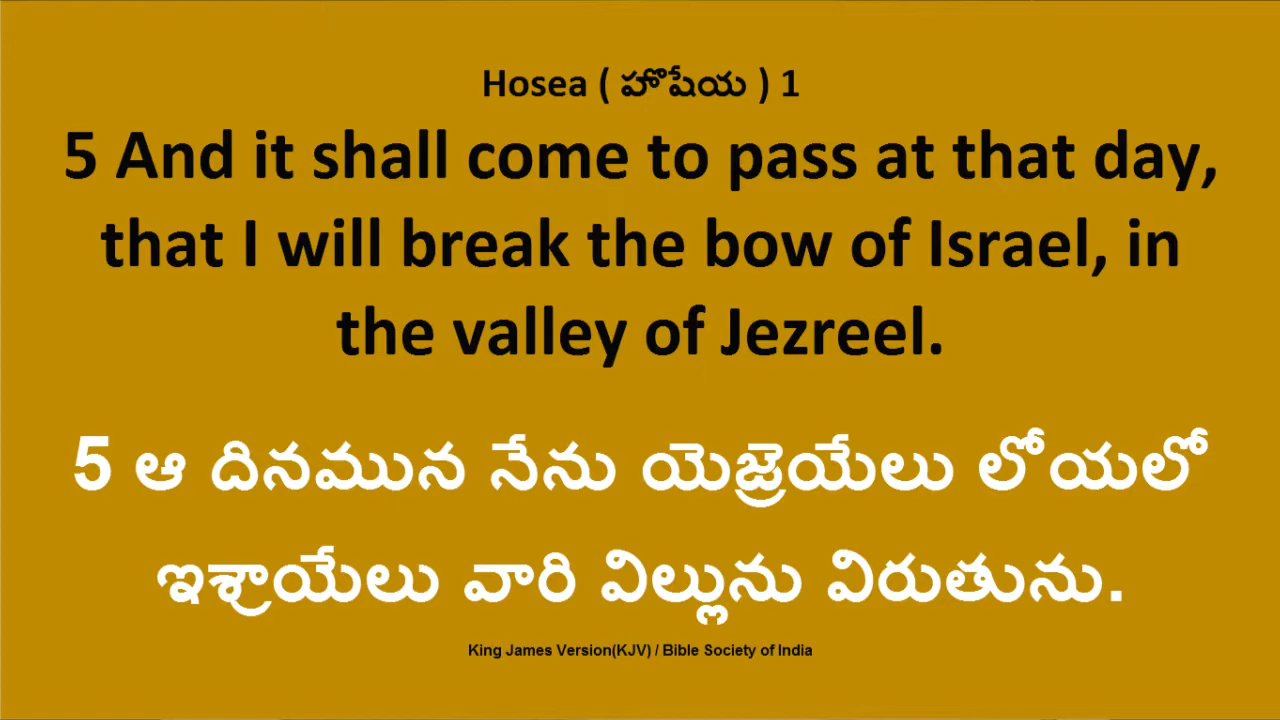 Hosea ( హొషేయ ) 1
5 And it shall come to pass at that day,
that I will break the bow of Israel, in
the valley of Jezreel.
5 ఆ దినమున నేను యెజ్రెయేలు లోయలో
ఇశ్రాయేలు వారి విల్లును విరుతును.
King James Version(KJV) / Bible Society of India